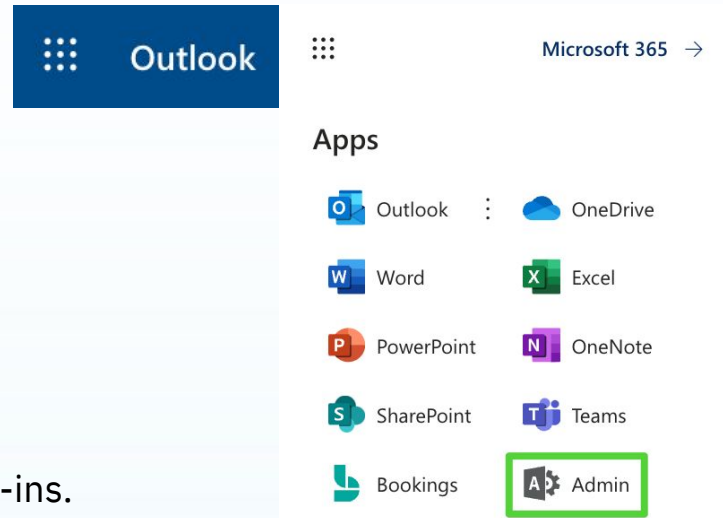 Outlook
Microsoft 365 →
Apps
Outlook
OneDrive
Word
Excel
PowerPoint
OneNote
SharePoint
Teams
Bookings
Admin
-ins.